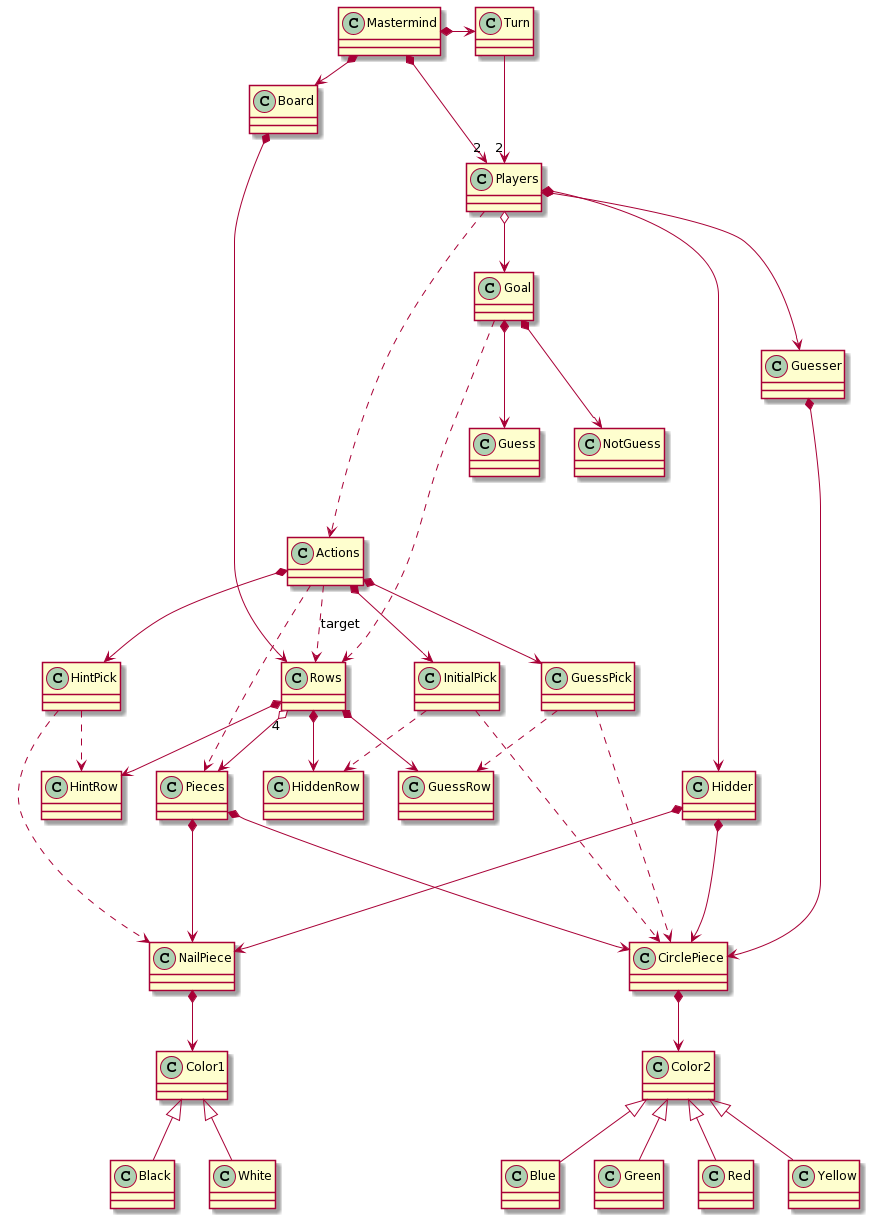 C Mastermind
C Turn
C Board
2
2
C Players
C Goal
C Guesser
C Guess
C NotGuess
C Actions
target
C HintPick
C Rows
C InitialPick
C GuessPick
4
C HintRow
C Pieces
C HiddenRow
C GuessRow
C Hidder
C NailPiece
C CirclePiece
C Color1
C Color2
C Black
C White
C Blue
C Green
C Red
C Yellow